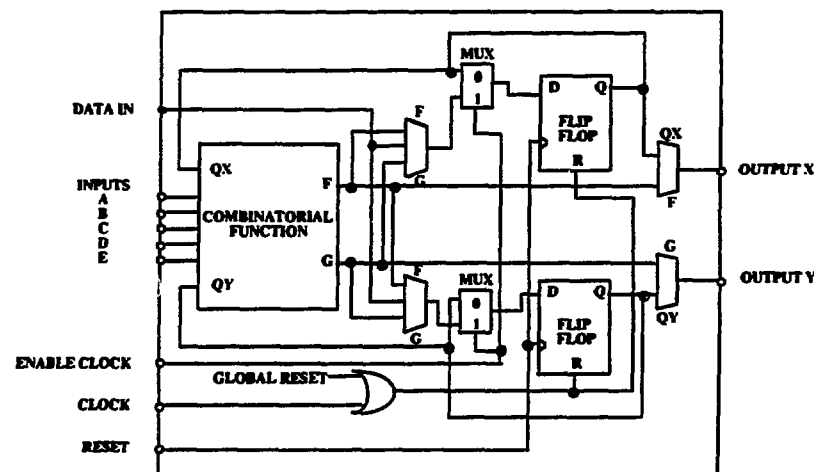 MUX
0
1
DATA IN
F
G
D
Q
FLIP
FLOP
R
QX
F
OUTPUT X
INPUTS
A
B
C
D
E
QX
F
COMBINATORIAL
FUNCTION
G
QY
F
G
MUX
0
1
D
Q
FLIP
FLOP
R
G
QY
OUTPUT Y
ENABLE CLOCK
GLOBAL RESET
CLOCK
RESET